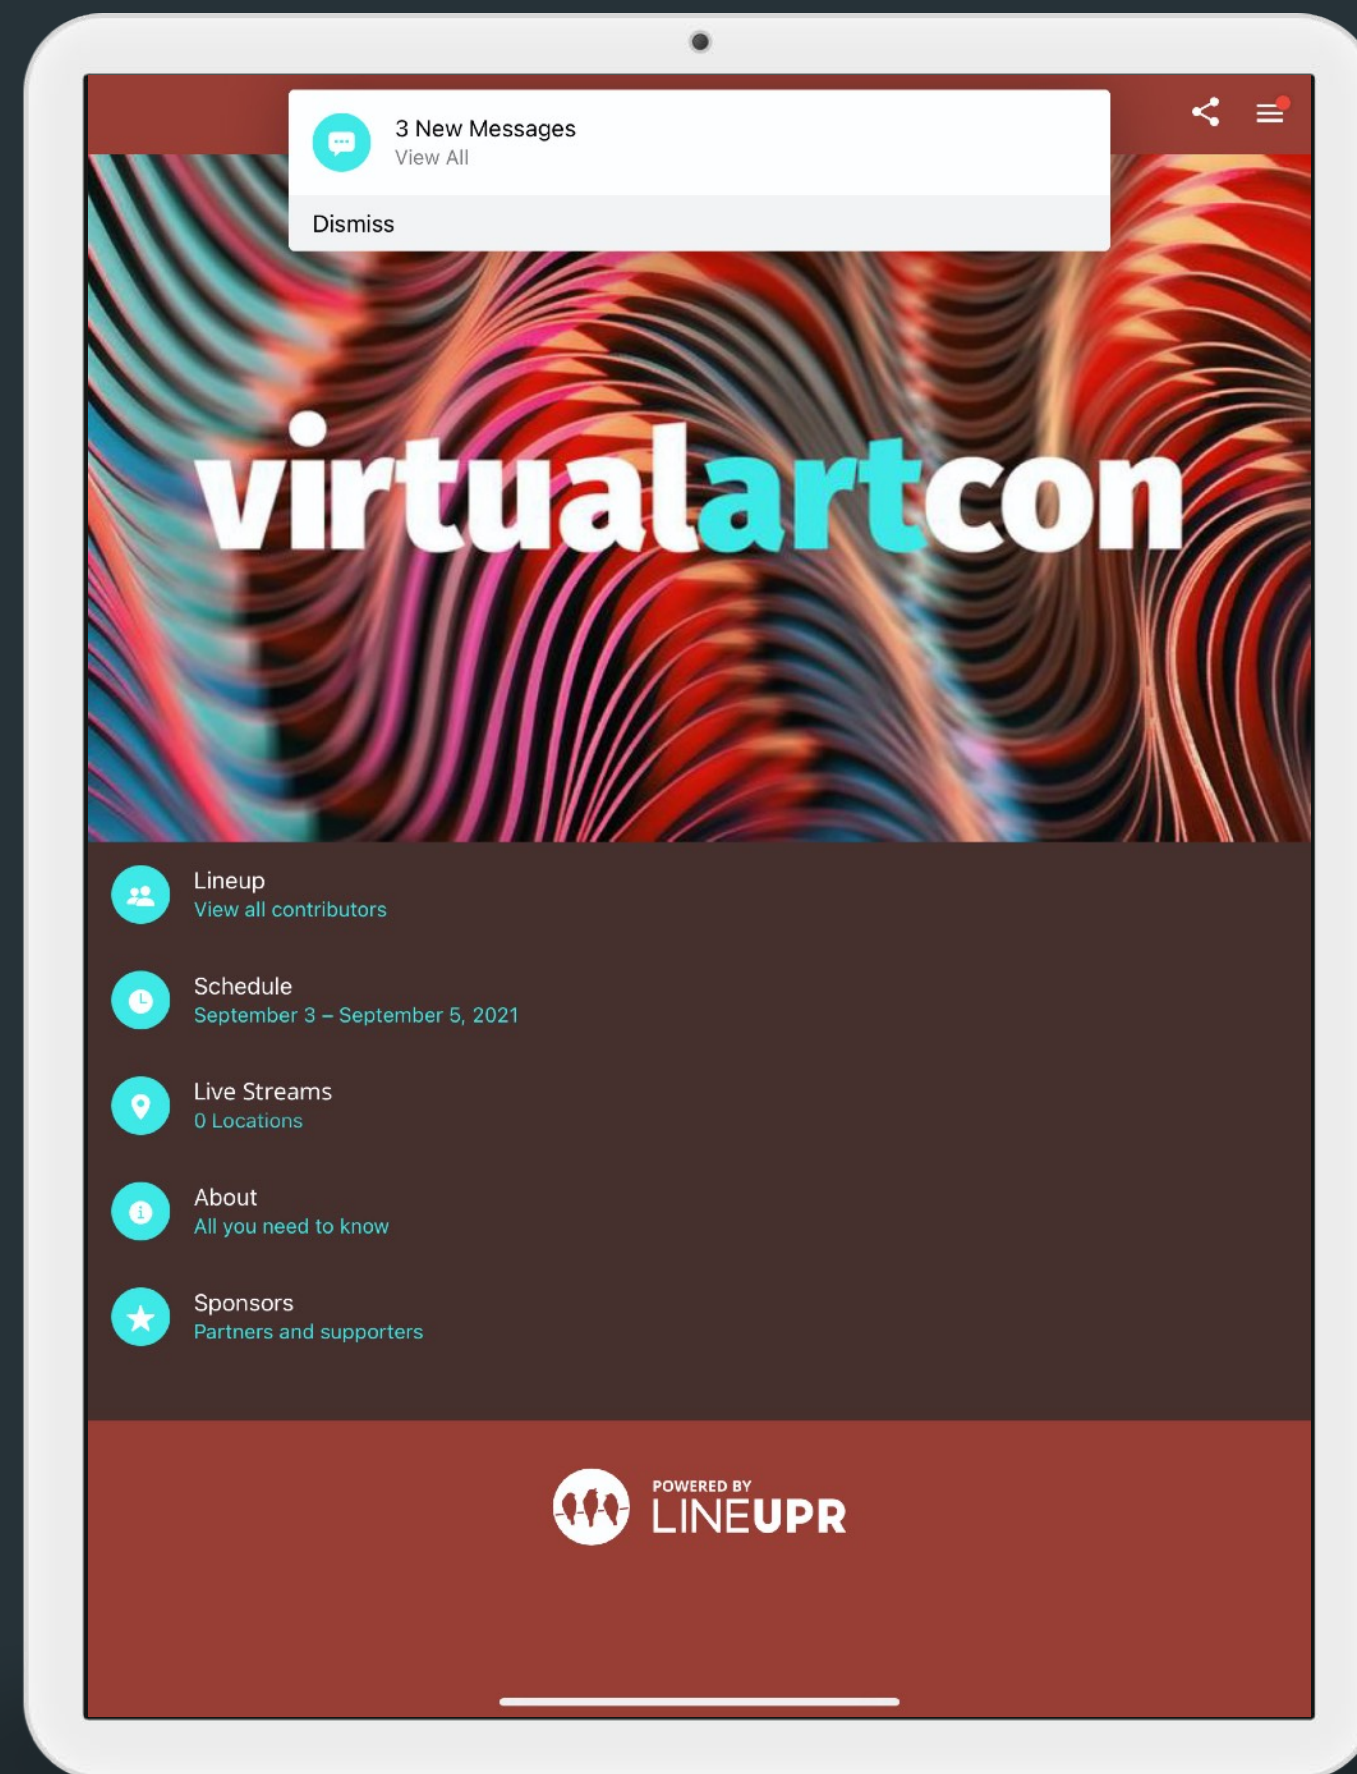 3 New Messages
View All
Dismiss
virtualartcon
Lineup
View all contributors
Schedule
September 3 – September 5, 2021
Live Streams
0 Locations
About
All you need to know
Sponsors
Partners and supporters
POWERED BY
LINEUPR